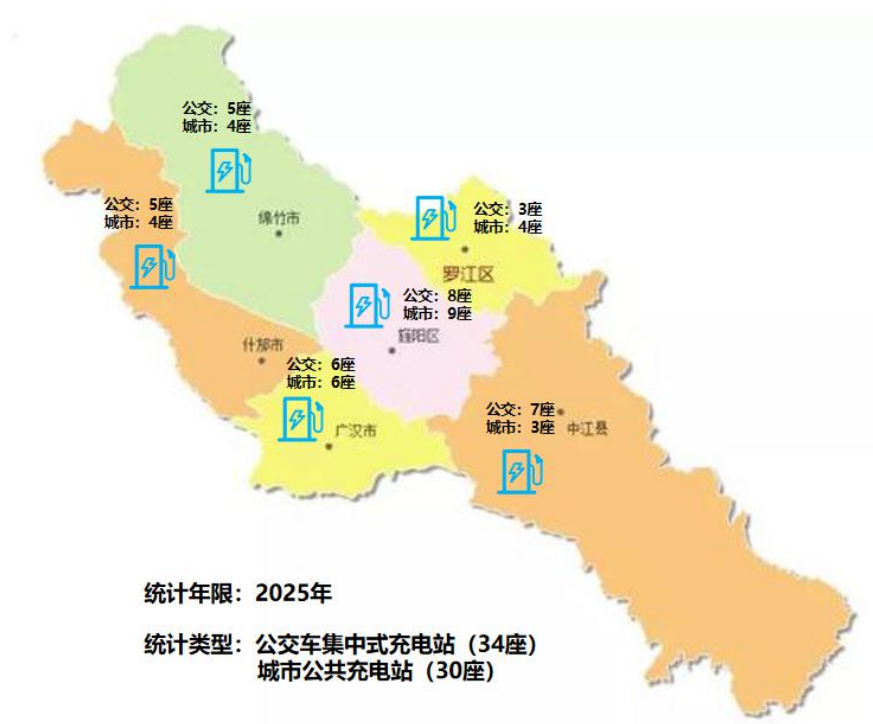 公交：5座
城市：4座
绵竹市
公交：5座
城市：4座
公交：3座
城市：4座
罗江区
公交：8座
城市：9座
旌阳区
什邡市
公交：6座
城市：6座
广汉市
公交：7座
城市：3座
中江县
统计年限：2025年
统计类型：公交车集中式充电站（34座）
城市公共充电站（30座）